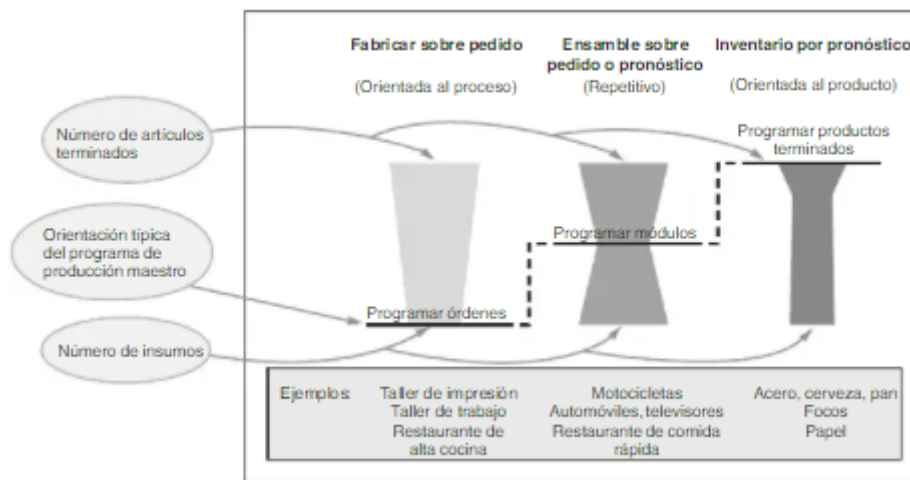 Fabricar sobre pedido
(Orientada al proceso)
Ensamble sobre
pedido o pronóstico
(Repetitivo)
Inventario por pronóstico
(Orientada al producto)
Número de artículos
terminados
Programar productos
terminados
Orientación típica
del programa de
producción maestro
Programar módulos
Programar órdenes
Número de insumos
Ejemplos:
Taller de impresión
Taller de trabajo
Restaurante de
alta cocina
Motocicletas
Automóviles, televisores
Restaurante de comida
rápida
Acero, cerveza, pan
Focos
Papel